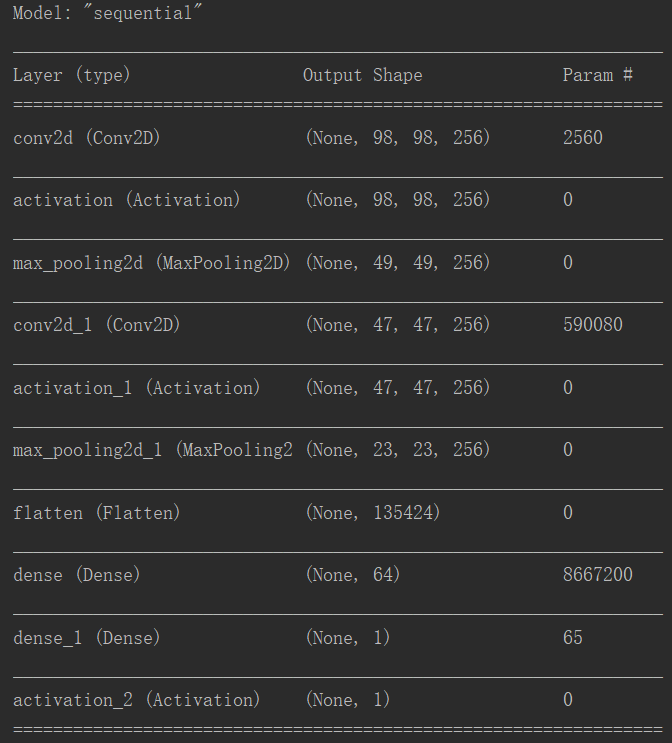 Model: "sequential"
Layer (type) Output Shape Param #
conv2d (Conv2D) (None, 98, 98, 256) 2560
activation (Activation) (None, 98, 98, 256) 0
max_pooling2d (MaxPooling2D) (None, 49, 49, 256) 0
conv2d_1 (Conv2D) (None, 47, 47, 256) 590080
activation_1 (Activation) (None, 47, 47, 256) 0
max_pooling2d_1 (MaxPooling2 (None, 23, 23, 256) 0
flatten (Flatten) (None, 135424) 0
dense (Dense) (None, 64) 8667200
dense_1 (Dense) (None, 1) 65
activation_2 (Activation) (None, 1) 0